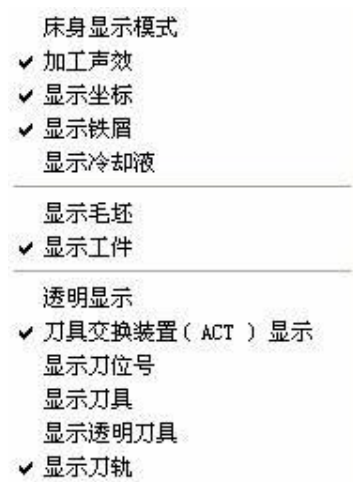 床身显示模式
✓ 加工声效
✓ 显示坐标
✓ 显示铁屑
显示冷却液
显示毛坯
✓ 显示工件
透明显示
✓ 刀具交换装置( ACT ) 显示
显示刀位号
显示刀具
显示透明刀具
✓ 显示刀轨